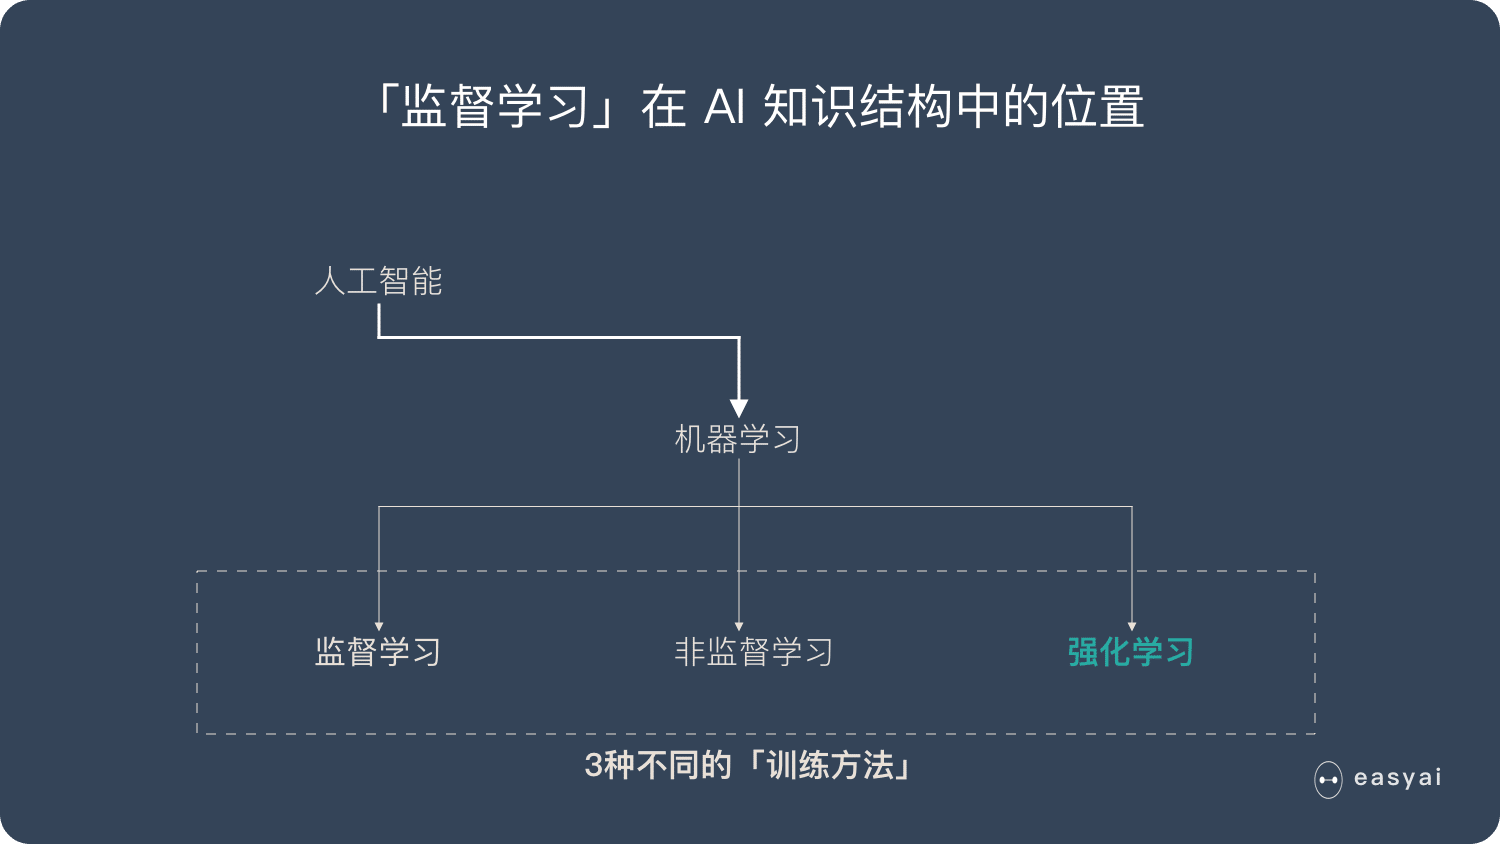 「监督学习」在 AI 知识结构中的位置
人工智能
机器学习
监督学习
非监督学习
强化学习
3种不同的「训练方法」
easyai